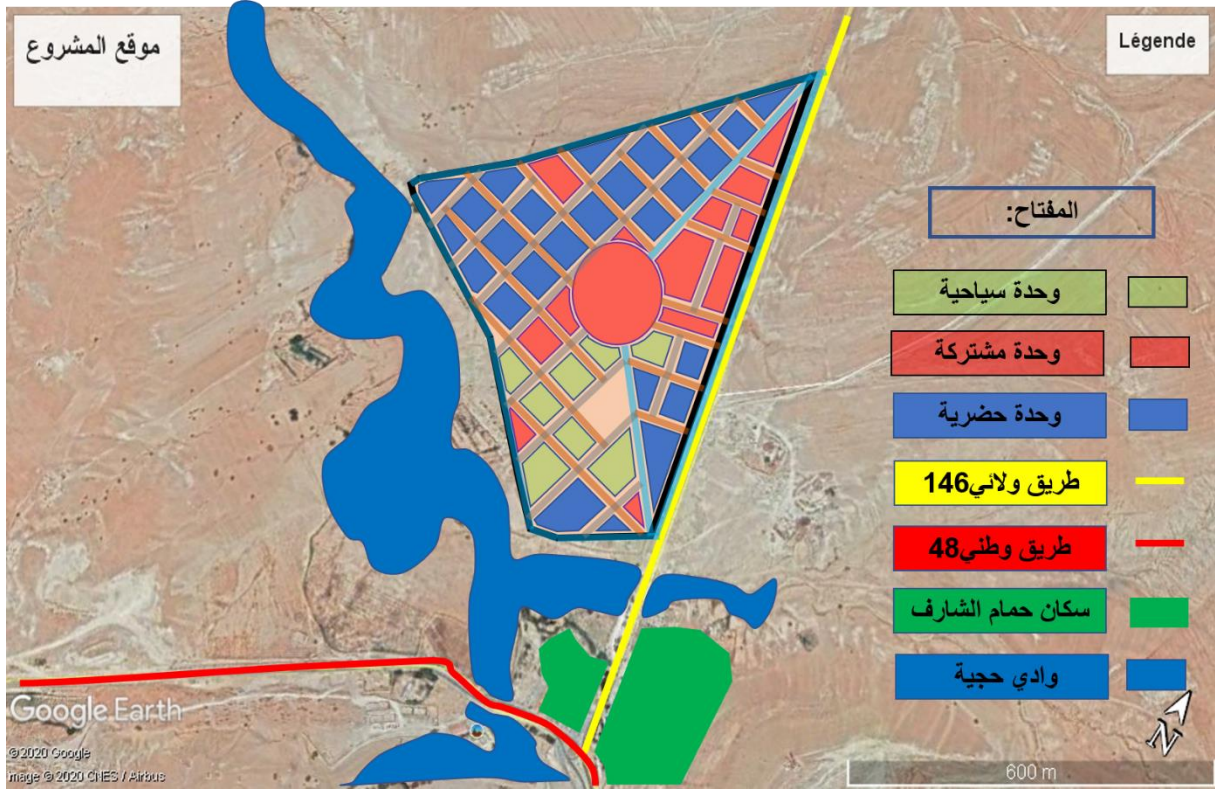 موقع المشروع
Légende
المفتاح:
وحدة سياحية
وحدة مشتركة
وحدة حضرية
طريق ولائي146
طريق وطني48
سكان حمام الشارف
وادي حجية
Google Earth
© 2020 Google
mage © 2020 CNES / Airbus
N
600 m